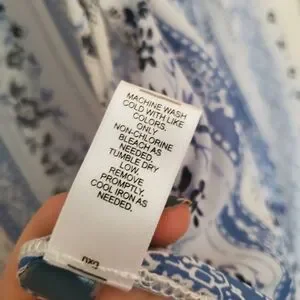 MACHINE WASH
COLD WITH LIKE
COLORS.
ONLY
NON-CHLORINE
BLEACH AS
NEEDED.
TUMBLE DRY
LOW.
REMOVE
PROMPTLY.
COOL IRON AS
NEEDED.